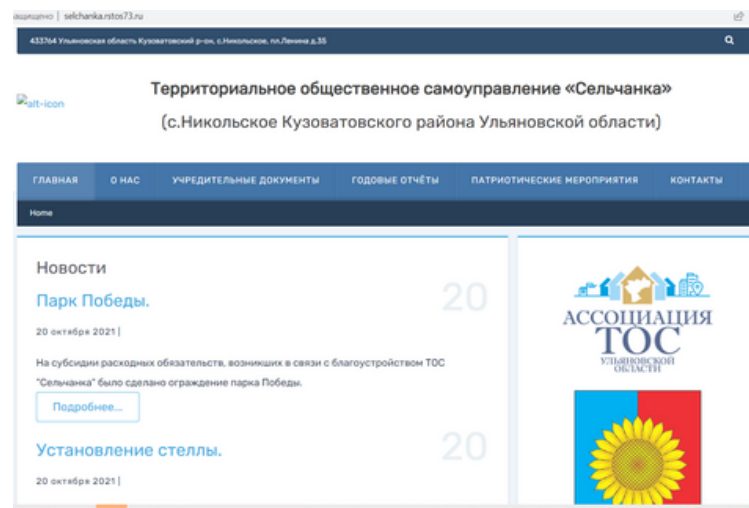 ащищено | selchanka.rstos73.ru
433764 Ульяновская область Кузоватовский р-он, с.Никольское, пл.Ленина д.35
alt-icon
Территориальное общественное самоуправление «Сельчанка»
(с.Никольское Кузоватовского района Ульяновской области)
ГЛАВНАЯ О НАС УЧРЕДИТЕЛЬНЫЕ ДОКУМЕНТЫ ГОДОВЫЕ ОТЧЁТЫ ПАТРИОТИЧЕСКИЕ МЕРОПРИЯТИЯ КОНТАКТЫ
Home
Новости
Парк Победы.
20
20 октября 2021 |
На субсидии расходных обязательств, возникших в связи с благоустройством ТОС
"Сельчанка" было сделано ограждение парка Победы.
Подробнее...
Установление стеллы.
20
20 октября 2021 |
АССОЦИАЦИЯ
ТОС
УЛЬЯНОВСКОЙ
ОБЛАСТИ